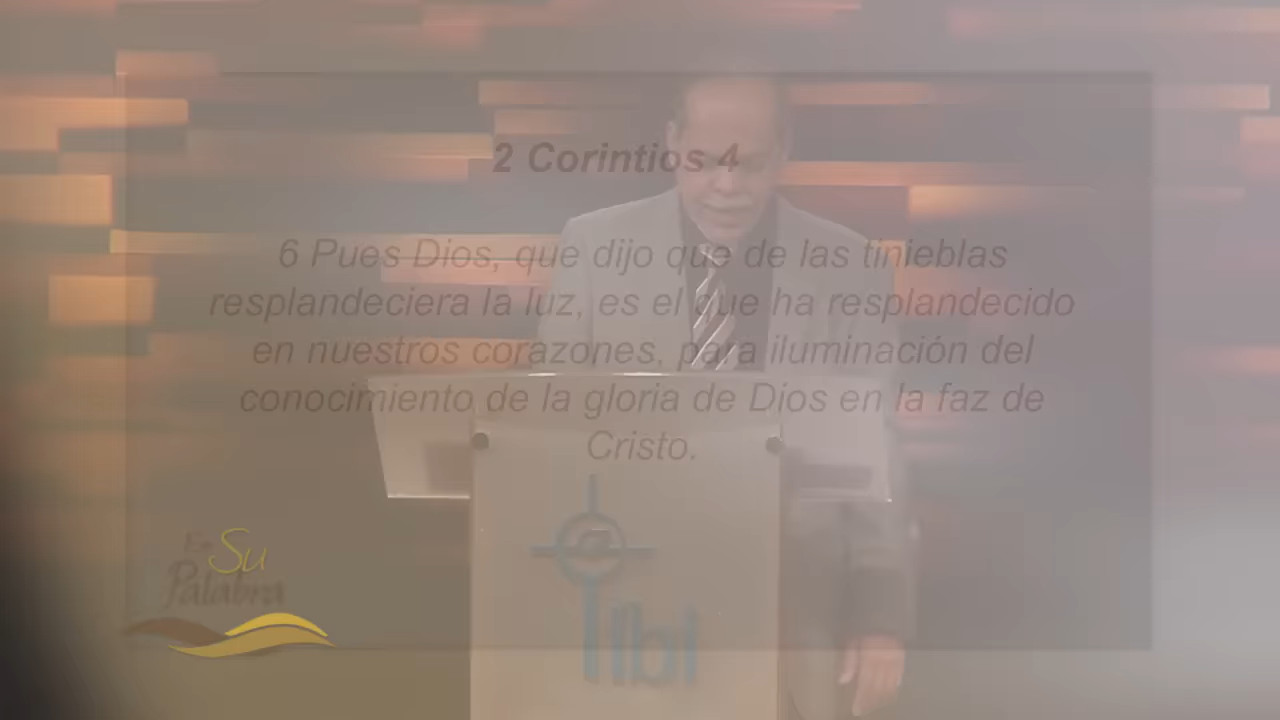 2 Corintios 4
6 Pues Dios, que dijo que de las tinieblas
resplandeciera la luz, es el que ha resplandecido
en nuestros corazones, para iluminación del
conocimiento de la gloria de Dios en la faz de
Cristo.
En Su
Palabra
ibi